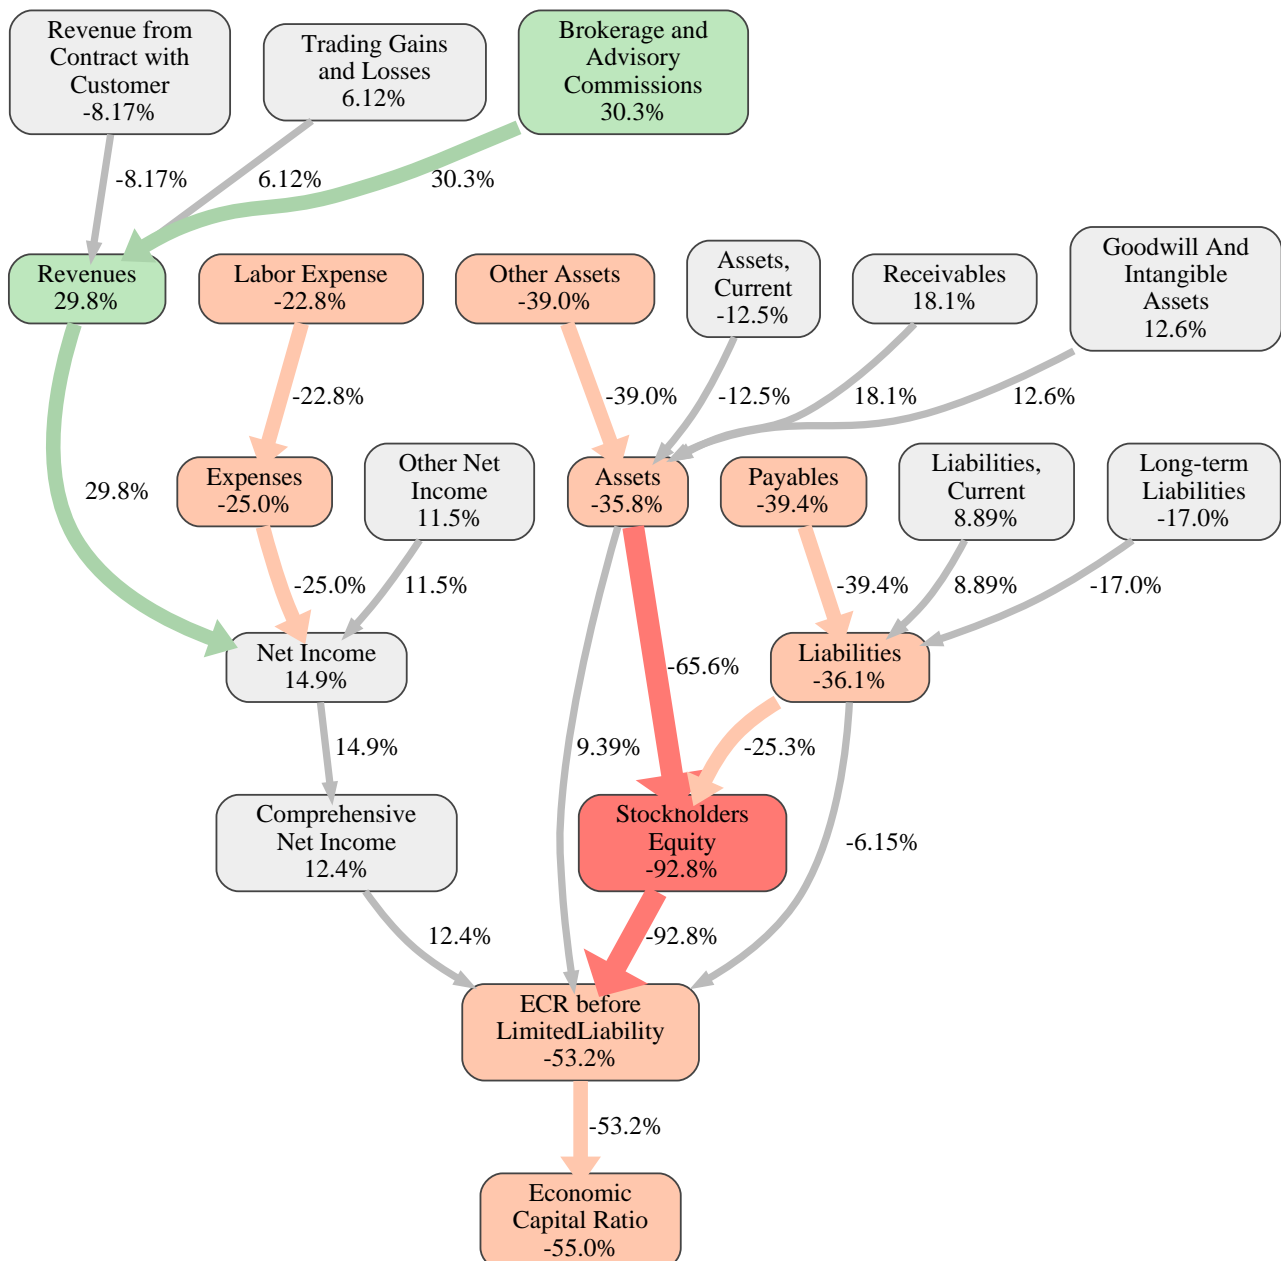 Revenue from
Contract with
Customer
-8.17%
Trading Gains
and Losses
6.12%
Brokerage and
Advisory
Commissions
30.3%
-8.17%
6.12%
30.3%
Revenues
29.8%
Labor Expense
-22.8%
Other Assets
-39.0%
Assets,
Current
-12.5%
Receivables
18.1%
Goodwill And
Intangible
Assets
12.6%
-22.8%
-39.0%
-12.5%
18.1%
12.6%
29.8%
Expenses
-25.0%
Other Net
Income
11.5%
Assets
-35.8%
Payables
-39.4%
Liabilities,
Current
8.89%
Long-term
Liabilities
-17.0%
-25.0%
11.5%
-39.4%
8.89%
-17.0%
Net Income
14.9%
-65.6%
Liabilities
-36.1%
14.9%
9.39%
-25.3%
Comprehensive
Net Income
12.4%
Stockholders
Equity
-92.8%
-6.15%
12.4%
-92.8%
ECR before
LimitedLiability
-53.2%
-53.2%
Economic
Capital Ratio
-55.0%